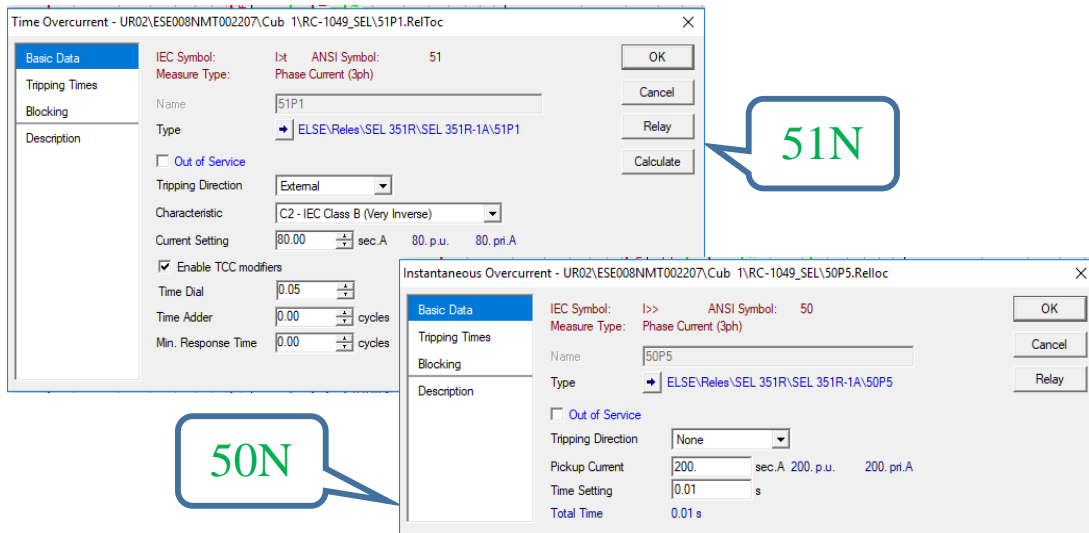 Time Overcurrent - UR02\ESE008NMT002207\Cub 1\RC-1049_SEL\51P1.RelToc
Basic Data
Tripping Times
Blocking
Description
IEC Symbol: I>t ANSI Symbol: 51
Measure Type: Phase Current (3ph)
Name 51P1
Type ELSE\Reles\SEL 351R\SEL 351R-1A\51P1
Out of Service
Tripping Direction External
Characteristic C2 - IEC Class B (Very Inverse)
Current Setting 80.00 sec.A 80. p.u. 80. pri.A
Enable TCC modifiers
Time Dial 0.05
Time Adder 0.00 cycles
Min. Response Time 0.00 cycles
OK
Cancel
Relay
Calculate
51N
Instantaneous Overcurrent - UR02\ESE008NMT002207\Cub 1\RC-1049_SEL\50P5.RelIoc
Basic Data
Tripping Times
Blocking
Description
IEC Symbol: I>> ANSI Symbol: 50
Measure Type: Phase Current (3ph)
Name 50P5
Type ELSE\Reles\SEL 351R\SEL 351R-1A\50P5
Out of Service
Tripping Direction None
Pickup Current 200. sec.A 200. p.u. 200. pri.A
Time Setting 0.01 s
Total Time 0.01 s
OK
Cancel
Relay
50N